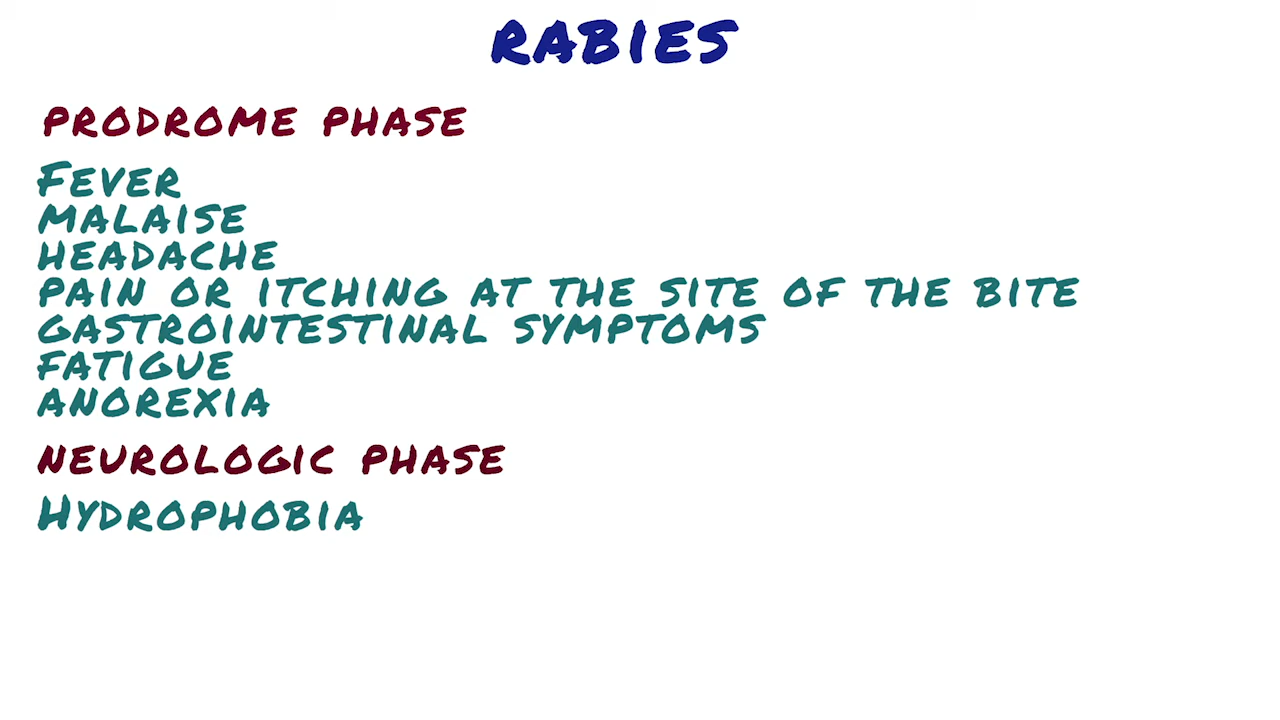 RABIES
PRODROME PHASE
FEVER
MALAISE
HEADACHE
PAIN OR ITCHING AT THE SITE OF THE BITE
GASTROINTESTINAL SYMPTOMS
FATIGUE
ANOREXIA
NEUROLOGIC PHASE
HYDROPHOBIA